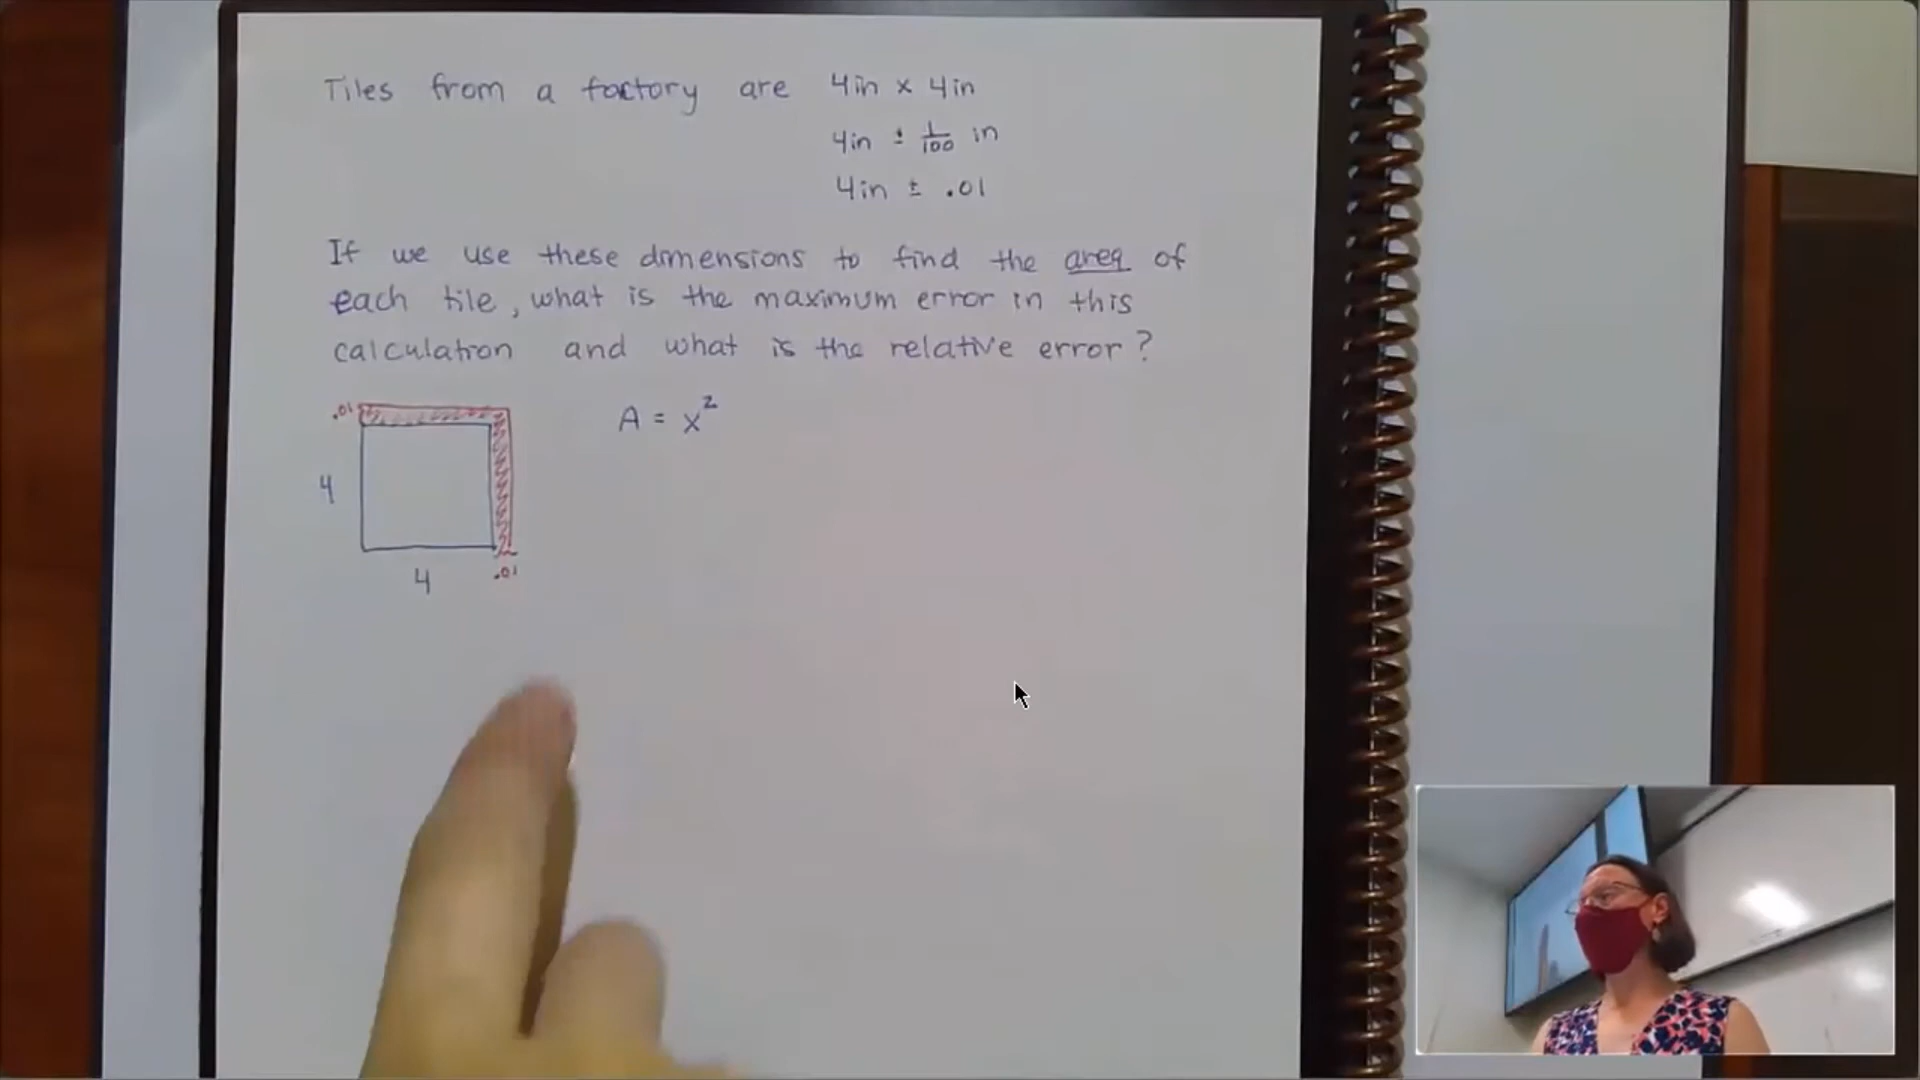 Tiles from a factory are 4in x 4in
4in ± 1/100 in
4in ± .01
If we use these dimensions to find the area of
each tile, what is the maximum error in this
calculation and what is the relative error?
.01
A = x²
4
4 .01